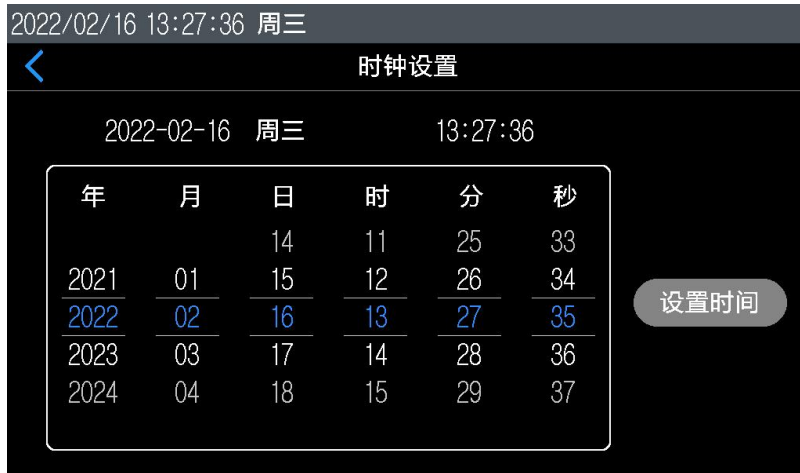 2022/02/16 13:27:36 周三
时钟设置
2022-02-16 周三 13:27:36
年 月 日 时 分 秒
14 11 25 33
2021 01 15 12 26 34
2022 02 16 13 27 35
设置时间
2023 03 17 14 28 36
2024 04 18 15 29 37